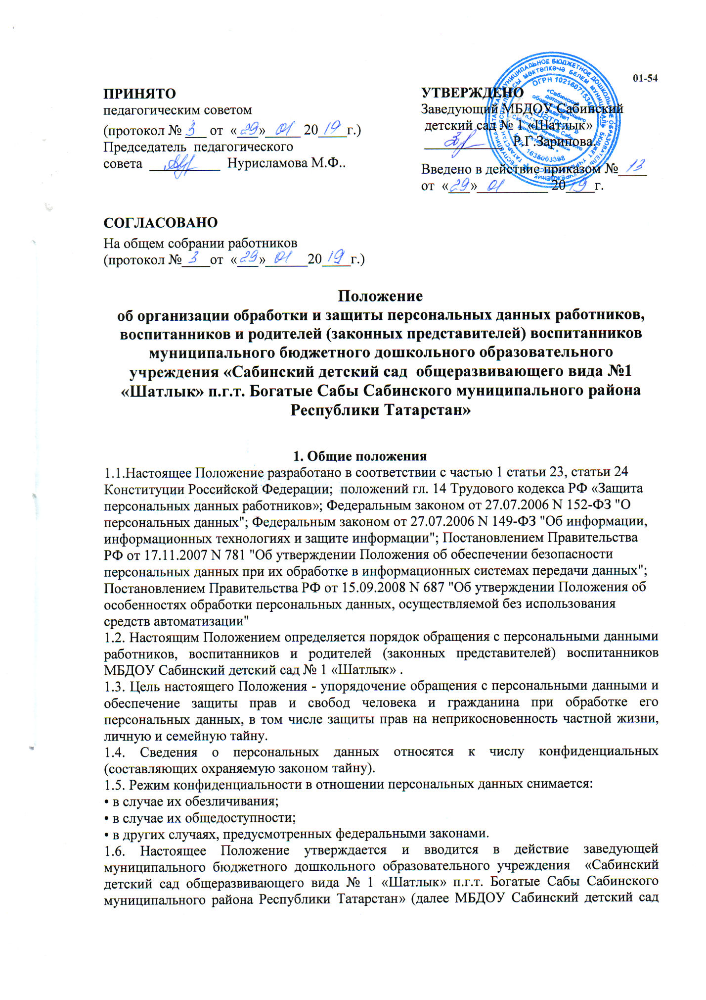 01-54
ПРИНЯТО
педагогическим советом
(протокол № 3 от «29» 01 2019г.)
Председатель педагогического
совета __________ Нурисламова М.Ф..
УТВЕРЖДЕНО
Заведующий МБДОУ Сабинский
детский сад № 1 «Шатлык»
___________ Р.Г.Зарипова.
Введено в действие приказом № 13
от «29» 01 2019г.
СОГЛАСОВАНО
На общем собрании работников
(протокол № 3 от «29» 01 2019г.)
Положение
об организации обработки и защиты персональных данных работников,
воспитанников и родителей (законных представителей) воспитанников
муниципального бюджетного дошкольного образовательного
учреждения «Сабинский детский сад общеразвивающего вида №1
«Шатлык» п.г.т. Богатые Сабы Сабинского муниципального района
Республики Татарстан»
1. Общие положения
1.1.Настоящее Положение разработано в соответствии с частью 1 статьи 23, статьи 24
Конституции Российской Федерации; положений гл. 14 Трудового кодекса РФ «Защита
персональных данных работников»; Федеральным законом от 27.07.2006 N 152-ФЗ "О
персональных данных"; Федеральным законом от 27.07.2006 N 149-ФЗ "Об информации,
информационных технологиях и защите информации"; Постановлением Правительства
РФ от 17.11.2007 N 781 "Об утверждении Положения об обеспечении безопасности
персональных данных при их обработке в информационных системах передачи данных";
Постановлением Правительства РФ от 15.09.2008 N 687 "Об утверждении Положения об
особенностях обработки персональных данных, осуществляемой без использования
средств автоматизации"
1.2. Настоящим Положением определяется порядок обращения с персональными данными
работников, воспитанников и родителей (законных представителей) воспитанников
МБДОУ Сабинский детский сад № 1 «Шатлык» .
1.3. Цель настоящего Положения - упорядочение обращения с персональными данными и
обеспечение защиты прав и свобод человека и гражданина при обработке его
персональных данных, в том числе защиты прав на неприкосновенность частной жизни,
личную и семейную тайну.
1.4. Сведения о персональных данных относятся к числу конфиденциальных
(составляющих охраняемую законом тайну).
1.5. Режим конфиденциальности в отношении персональных данных снимается:
• в случае их обезличивания;
• в случае их общедоступности;
• в других случаях, предусмотренных федеральными законами.
1.6. Настоящее Положение утверждается и вводится в действие заведующей
муниципального бюджетного дошкольного образовательного учреждения «Сабинский
детский сад общеразвивающего вида № 1 «Шатлык» п.г.т. Богатые Сабы Сабинского
муниципального района Республики Татарстан» (далее МБДОУ Сабинский детский сад